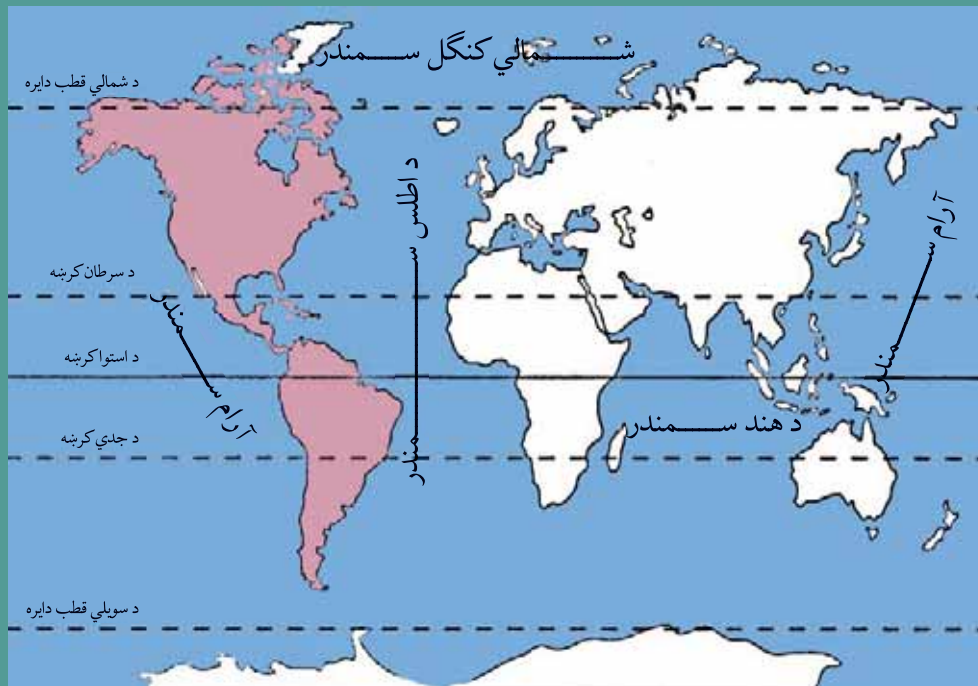 شمالي کنګل سمندر
د شمالي قطب دايره
د اطلس سمندر
آرام سمندر
د سرطان کرښه
آرام سمندر
د استوا کرښه
د هند سمندر
د جدي کرښه
د سويلي قطب دايره